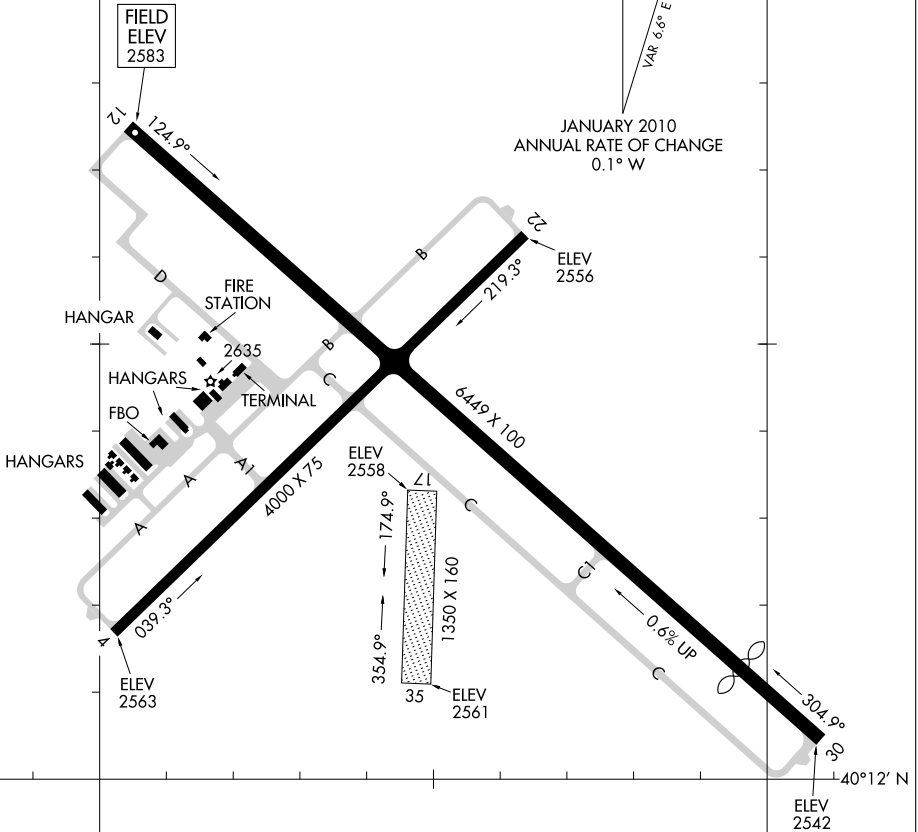 FIELD
ELEV
2583
VAR 6.6° E
JANUARY 2010
ANNUAL RATE OF CHANGE
0.1° W
12
124.9°
22
ELEV
2556
219.3°
B
D
FIRE
STATION
HANGAR
2635
B
C
HANGARS
TERMINAL
FBO
HANGARS
6449 X 100
A1
A
A
4000 X 75
ELEV
2558
17
174.9°
C
1350 X 160
C1
039.3°
4
ELEV
2563
354.9°
35
ELEV
2561
0.6% UP
C
304.9°
30
40°12' N
ELEV
2542